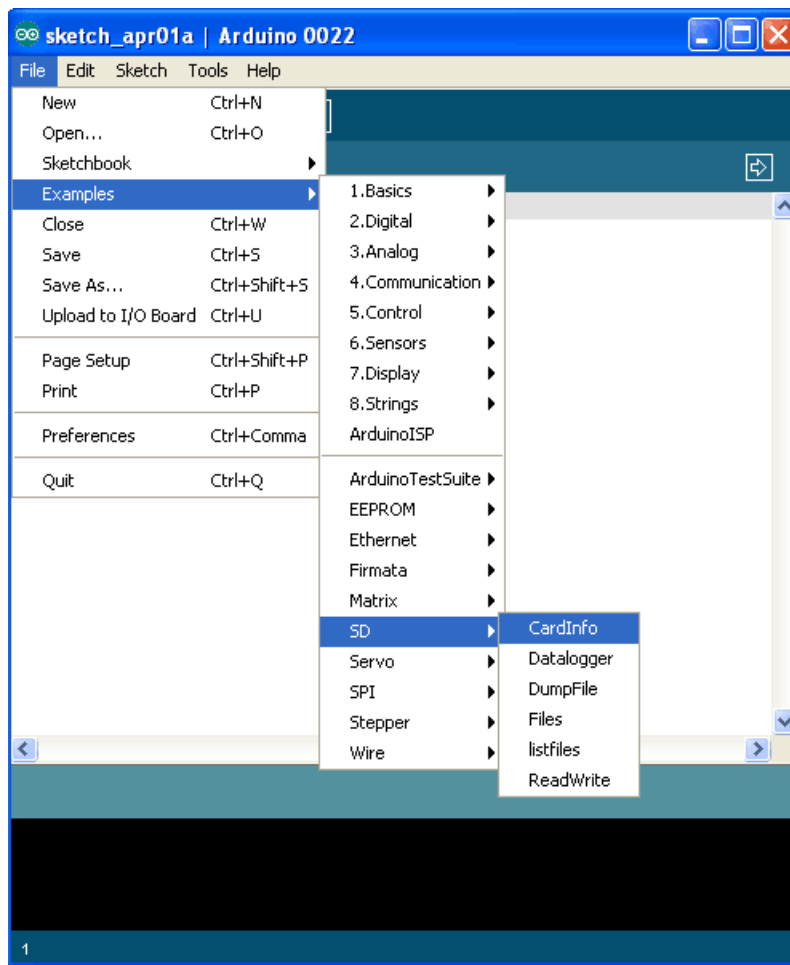 sketch_apr01a | Arduino 0022
File Edit Sketch Tools Help
New Ctrl+N
Open... Ctrl+O
Sketchbook
Examples
Close Ctrl+W
Save Ctrl+S
Save As... Ctrl+Shift+S
Upload to I/O Board Ctrl+U
Page Setup Ctrl+Shift+P
Print Ctrl+P
Preferences Ctrl+Comma
Quit Ctrl+Q
1.Basics
2.Digital
3.Analog
4.Communication
5.Control
6.Sensors
7.Display
8.Strings
ArduinoISP
ArduinoTestSuite
EEPROM
Ethernet
Firmata
Matrix
SD
Servo
SPI
Stepper
Wire
CardInfo
Datalogger
DumpFile
Files
listfiles
ReadWrite
1